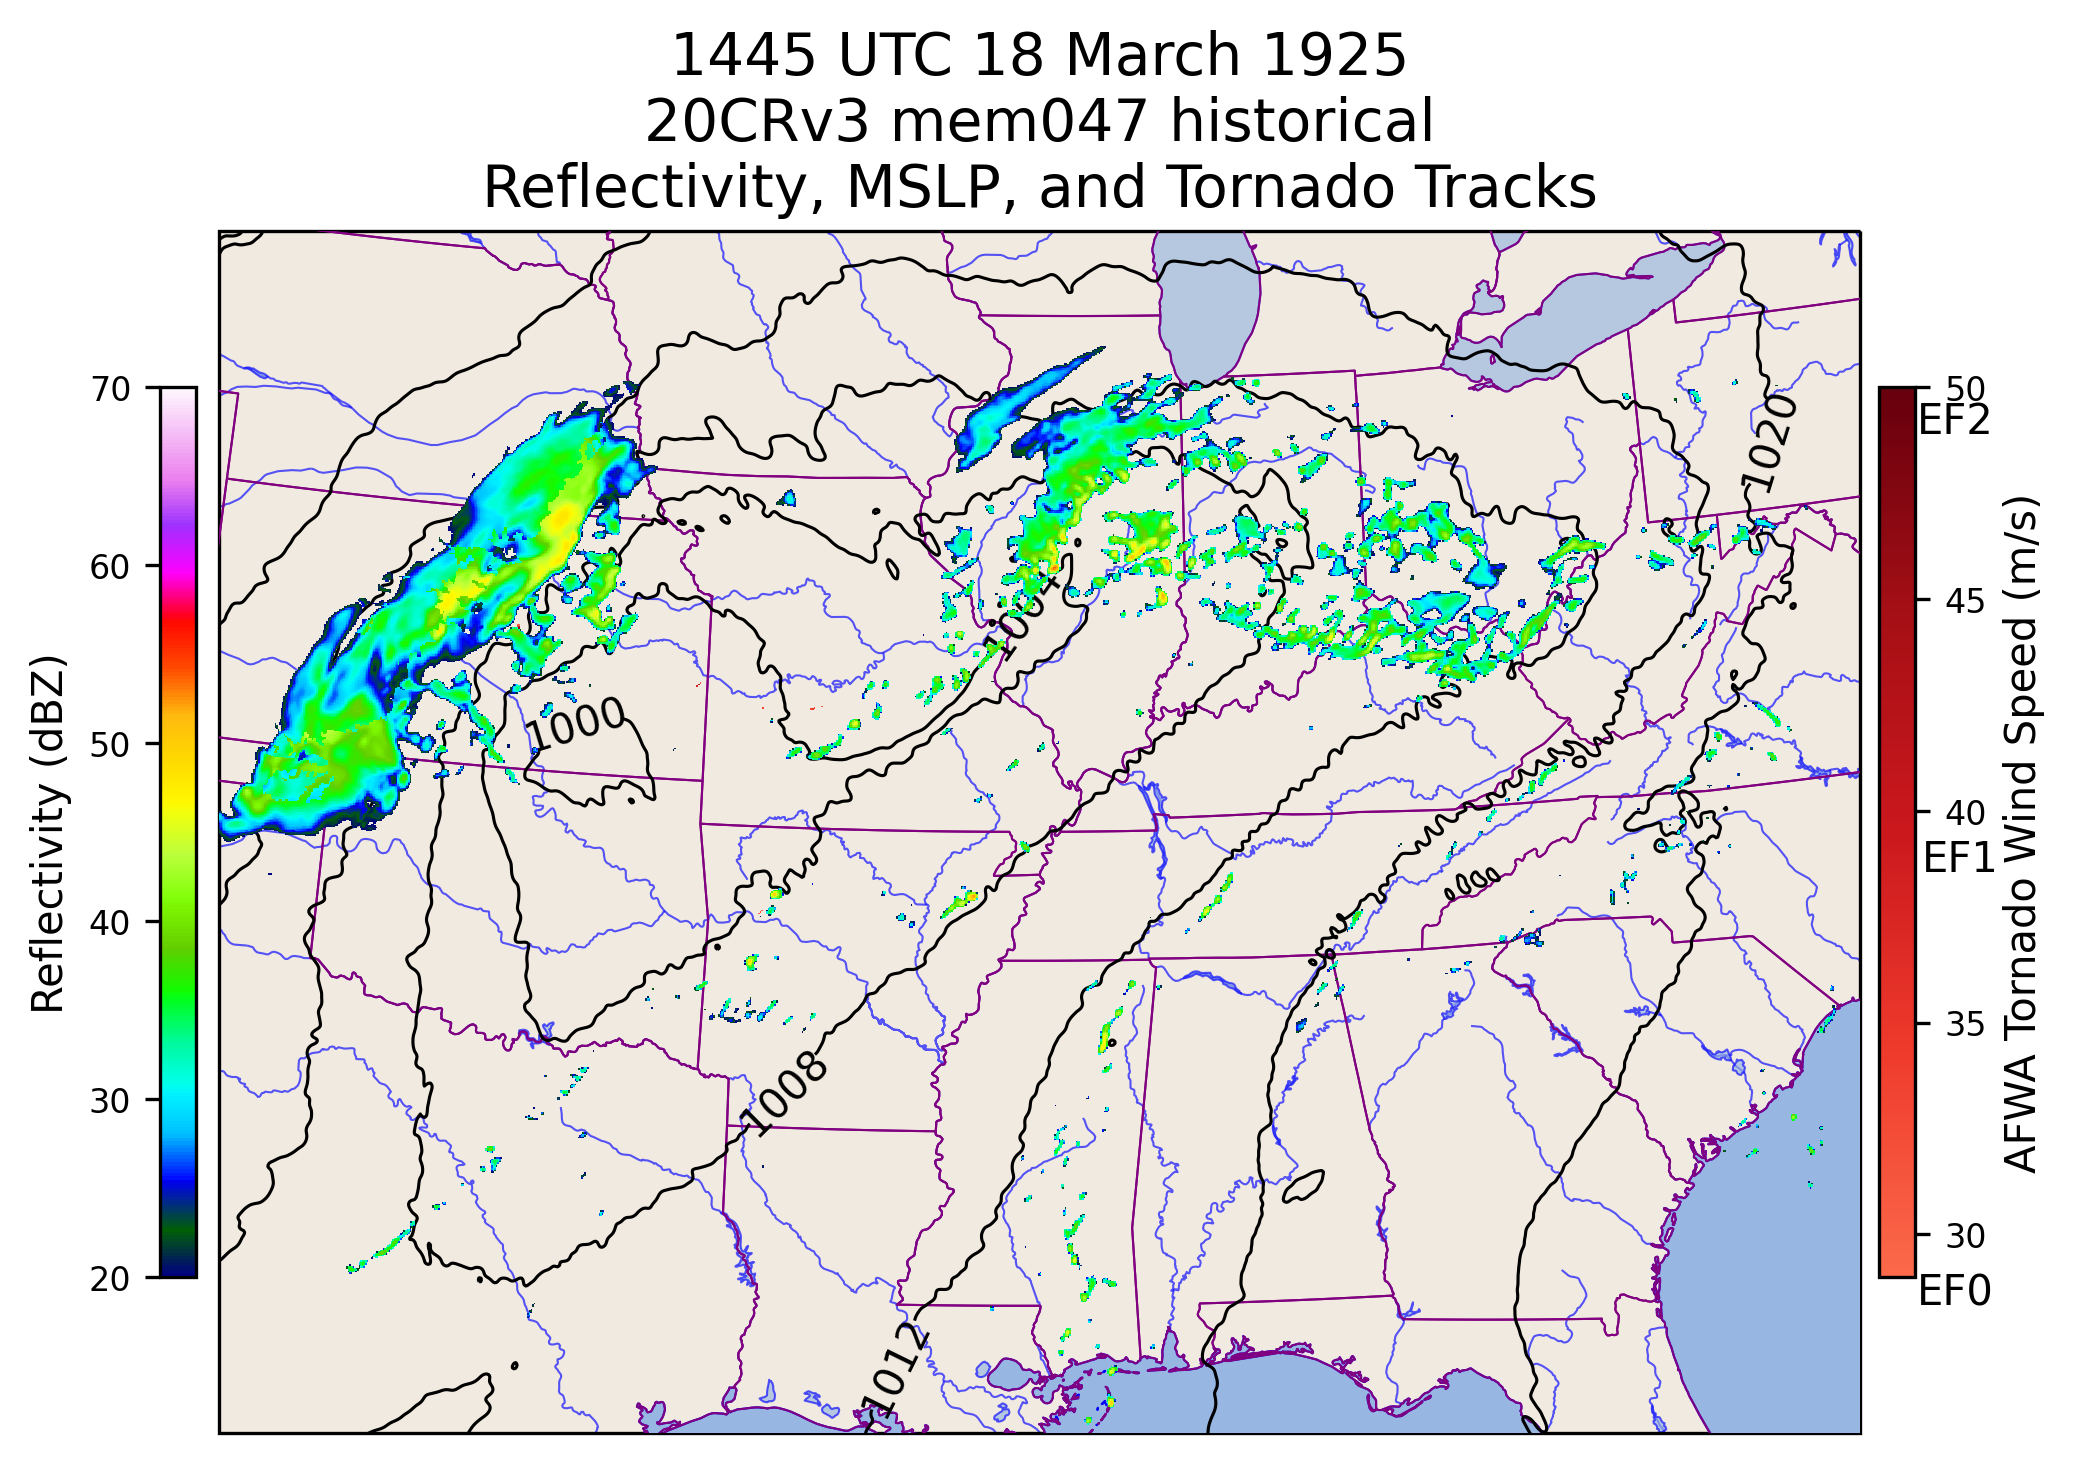 1445 UTC 18 March 1925
20CRv3 mem047 historical
Reflectivity, MSLP, and Tornado Tracks
70
60
50
40
30
20
Reflectivity (dBZ)
1020
1004
1000
1008
1012
50
EF2
45
40
EF1
35
30
EF0
AFWA Tornado Wind Speed (m/s)